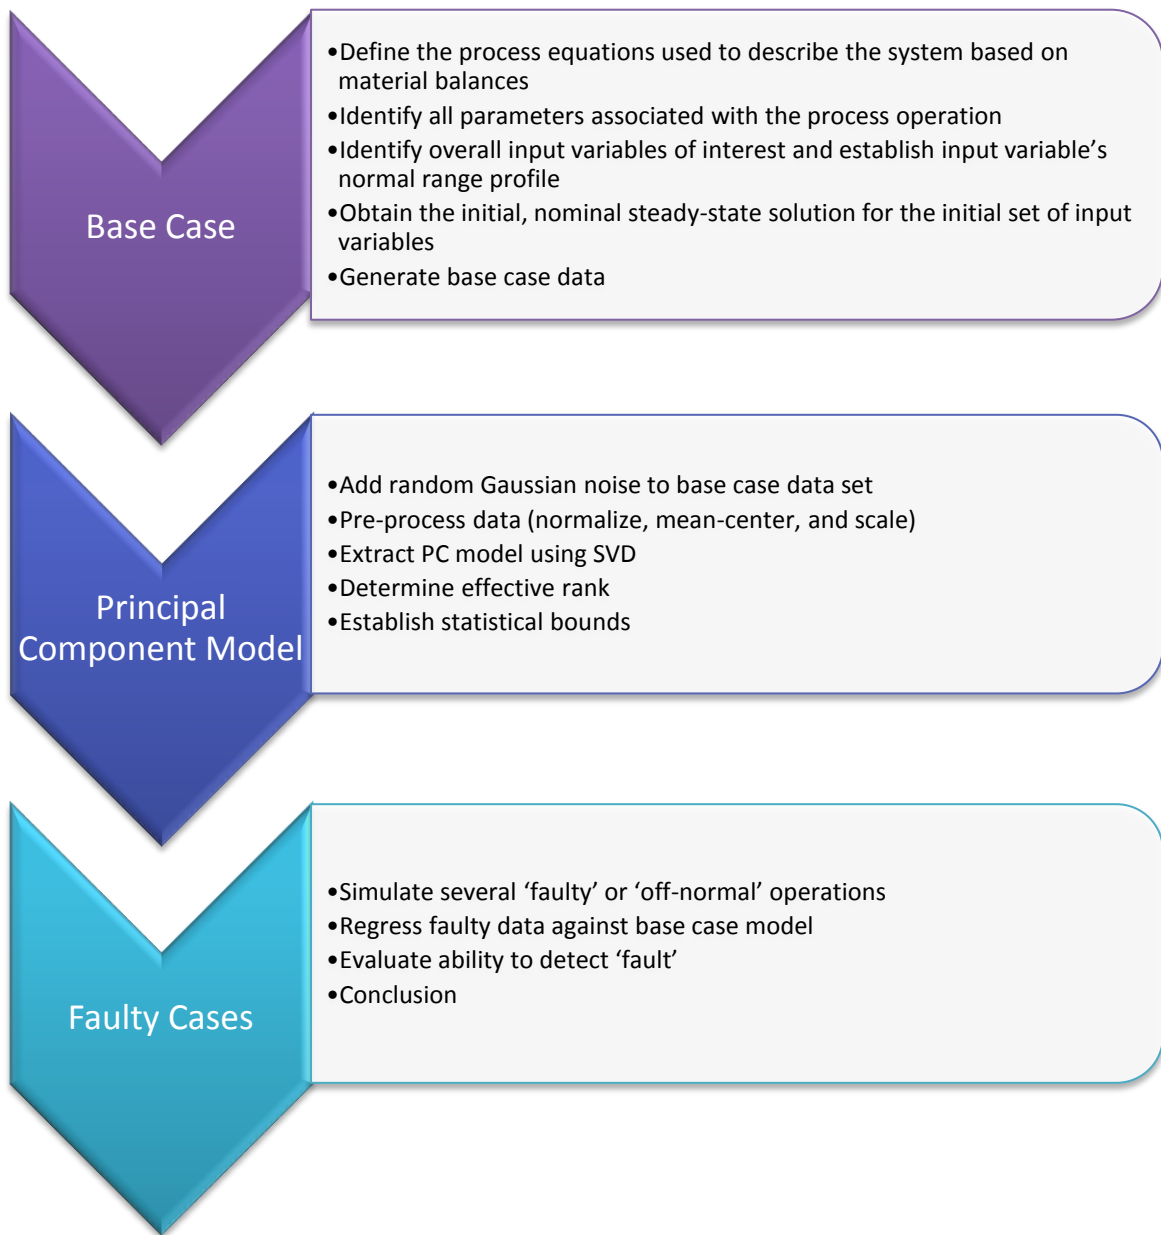 Base Case
•Define the process equations used to describe the system based on
material balances
•Identify all parameters associated with the process operation
•Identify overall input variables of interest and establish input variable’s
normal range profile
•Obtain the initial, nominal steady-state solution for the initial set of input
variables
•Generate base case data
Principal
Component Model
•Add random Gaussian noise to base case data set
•Pre-process data (normalize, mean-center, and scale)
•Extract PC model using SVD
•Determine effective rank
•Establish statistical bounds
Faulty Cases
•Simulate several ‘faulty’ or ‘off-normal’ operations
•Regress faulty data against base case model
•Evaluate ability to detect ‘fault’
•Conclusion